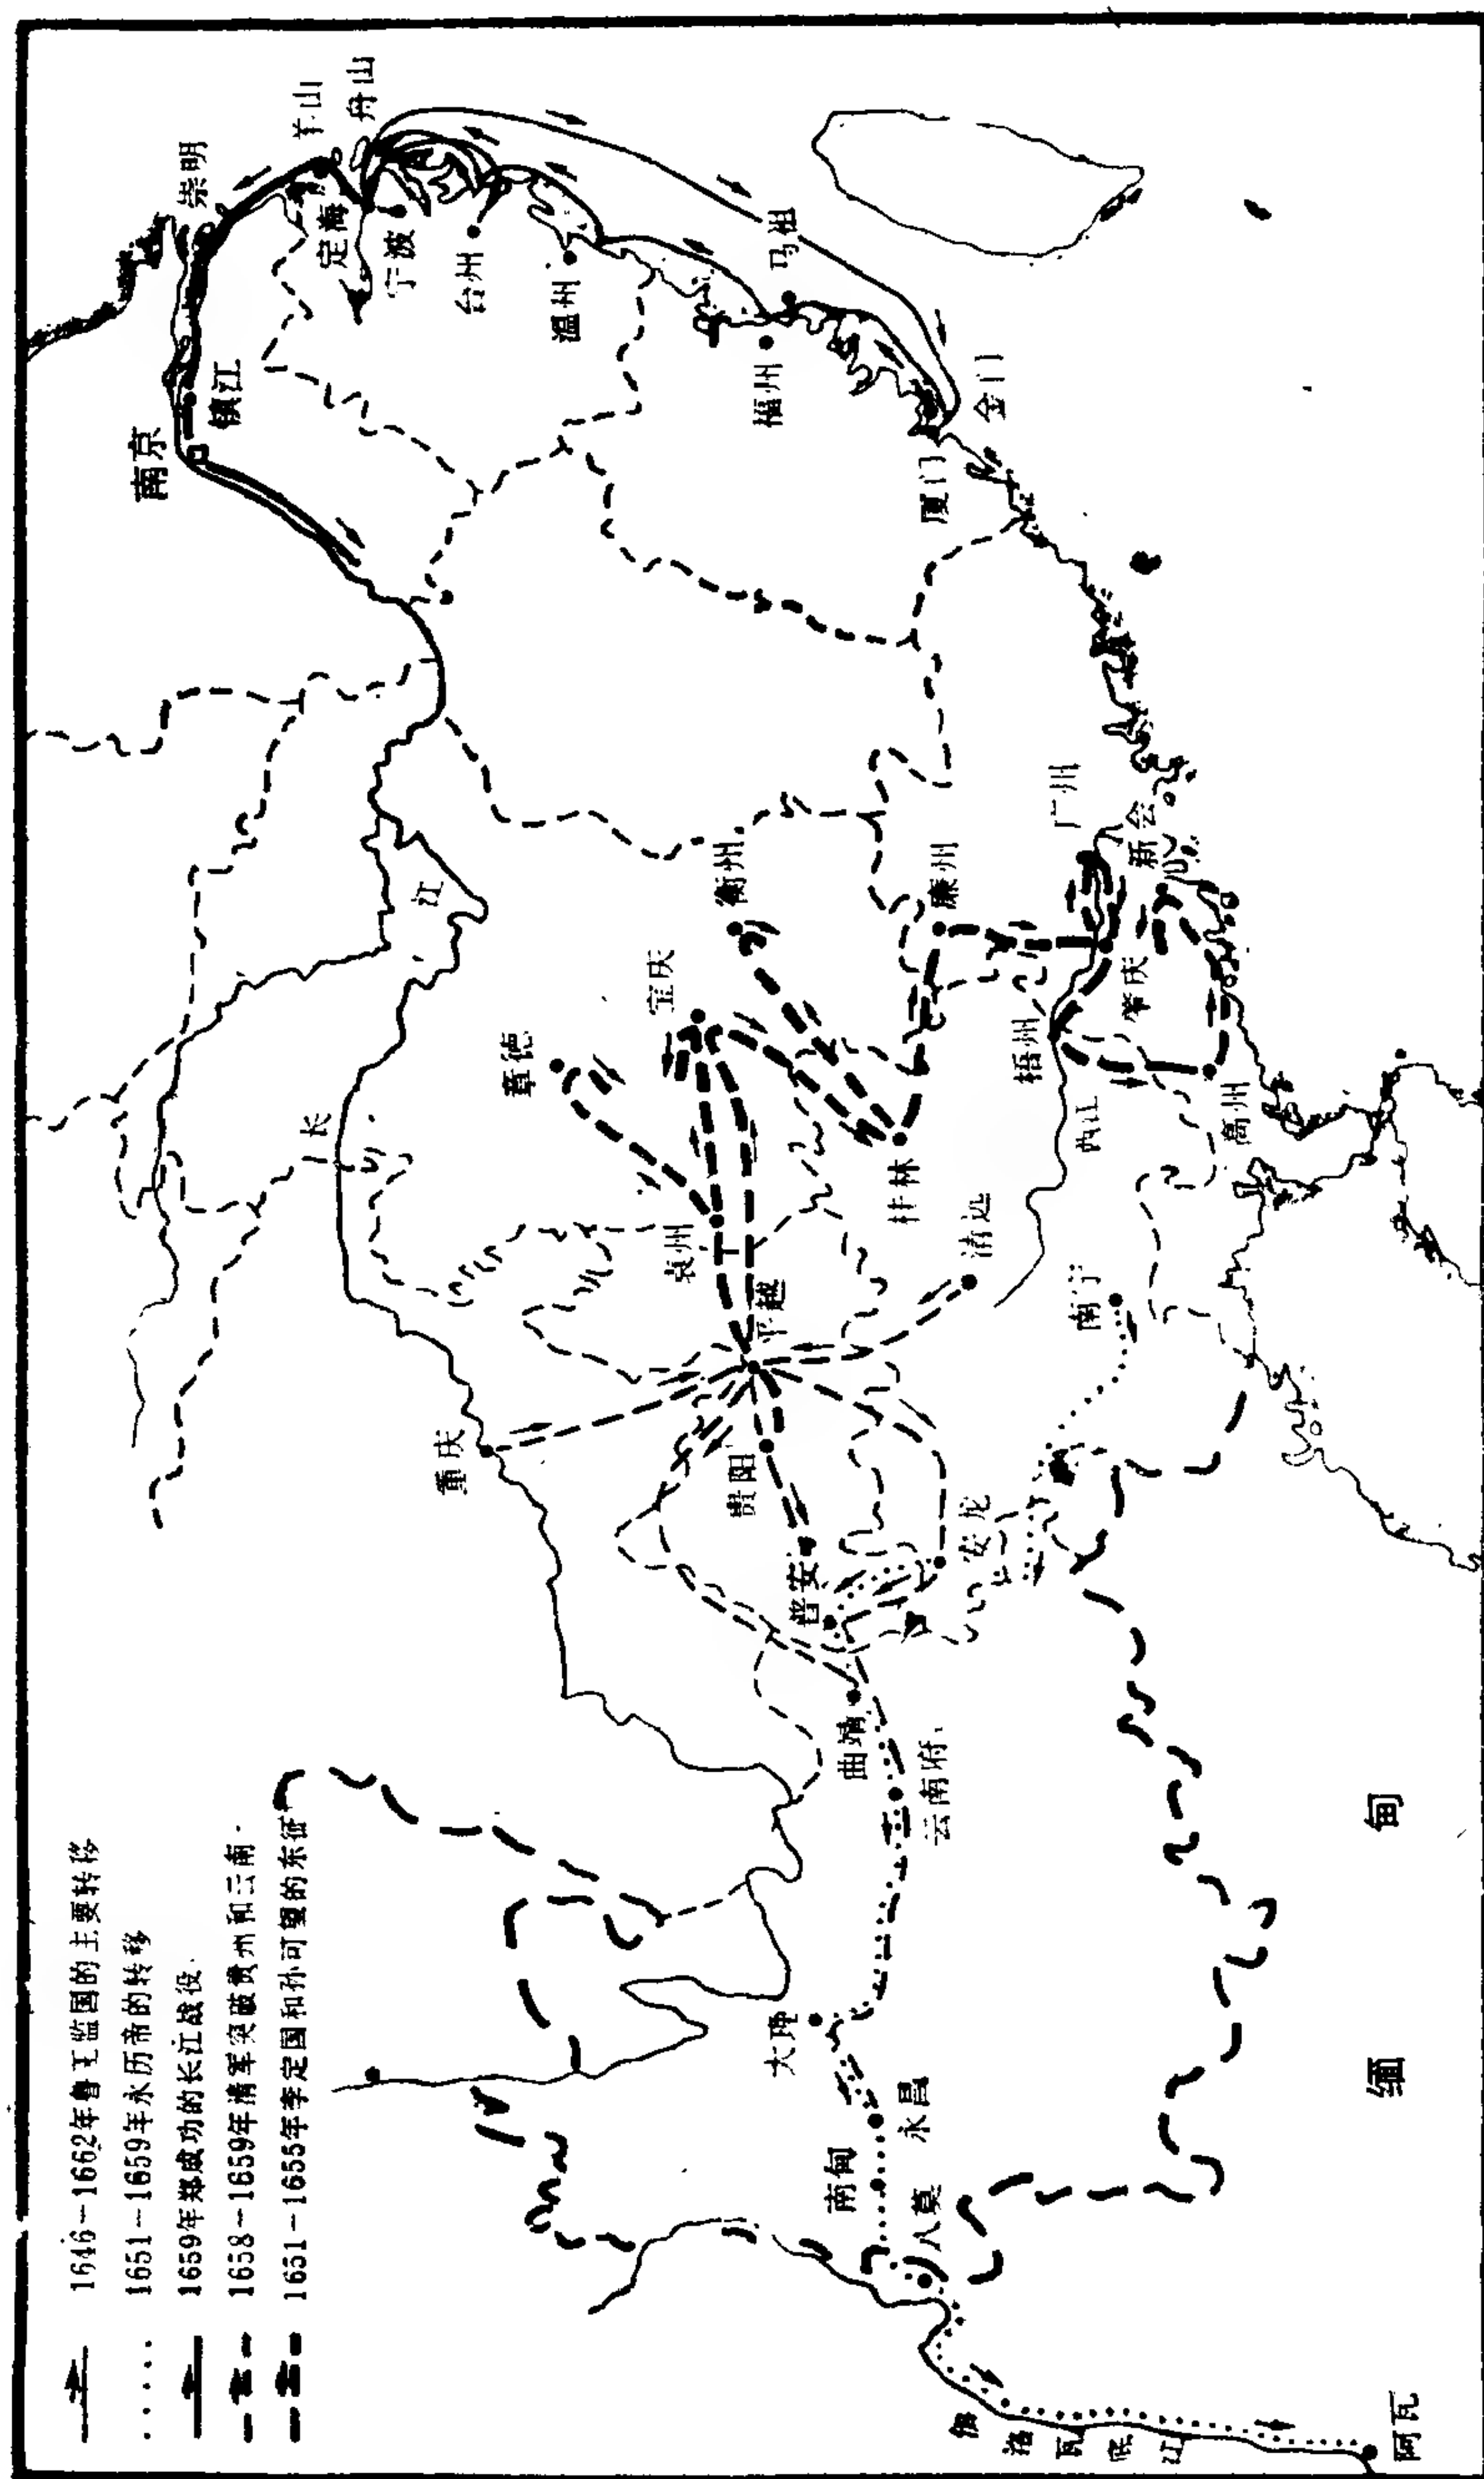 1646-1662年鲁王监国的主要转移
1651-1659年永历帝的转移
1659年郑成功的长江战役
1658-1659年清军突破贵州和云南
1651-1655年李定国和孙可望的东征
崇明
羊山
舟山
南京
镇江
定海
宁波
台州
温州
福州
马祖
厦门
金门
长
江
重庆
章德
宝庆
衡州
袁州
平越
贵阳
普安
安龙
曲靖
云南府
大理
永昌
南甸
八莫
桂林
清远
廉州
广州
新会
肇庆
梧州
西江
高州
南宁
缅
甸
伊洛瓦底江
阿瓦